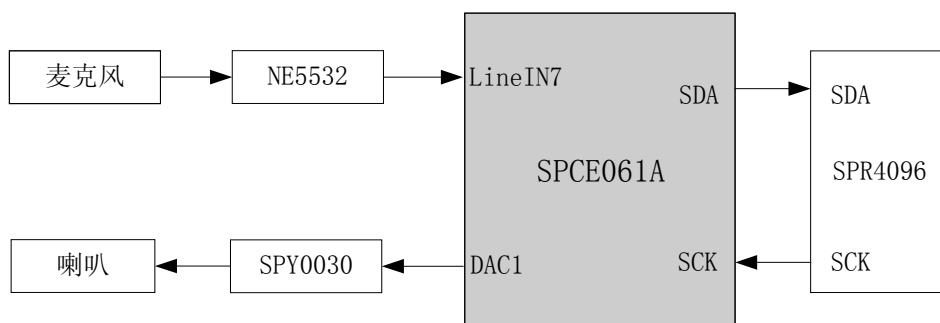 麦克风
NE5532
LineIN7
SDA
SDA
SPCE061A
SPR4096
喇叭
SPY0030
DAC1
SCK
SCK